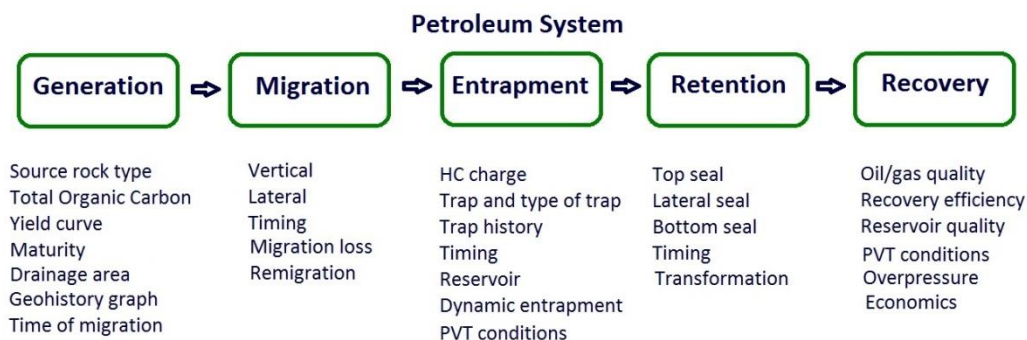 Petroleum System
Generation
Migration
Entrapment
Retention
Recovery
Source rock type
Total Organic Carbon
Yield curve
Maturity
Drainage area
Geohistory graph
Time of migration
Vertical
Lateral
Timing
Migration loss
Remigration
HC charge
Trap and type of trap
Trap history
Timing
Reservoir
Dynamic entrapment
PVT conditions
Top seal
Lateral seal
Bottom seal
Timing
Transformation
Oil/gas quality
Recovery efficiency
Reservoir quality
PVT conditions
Overpressure
Economics